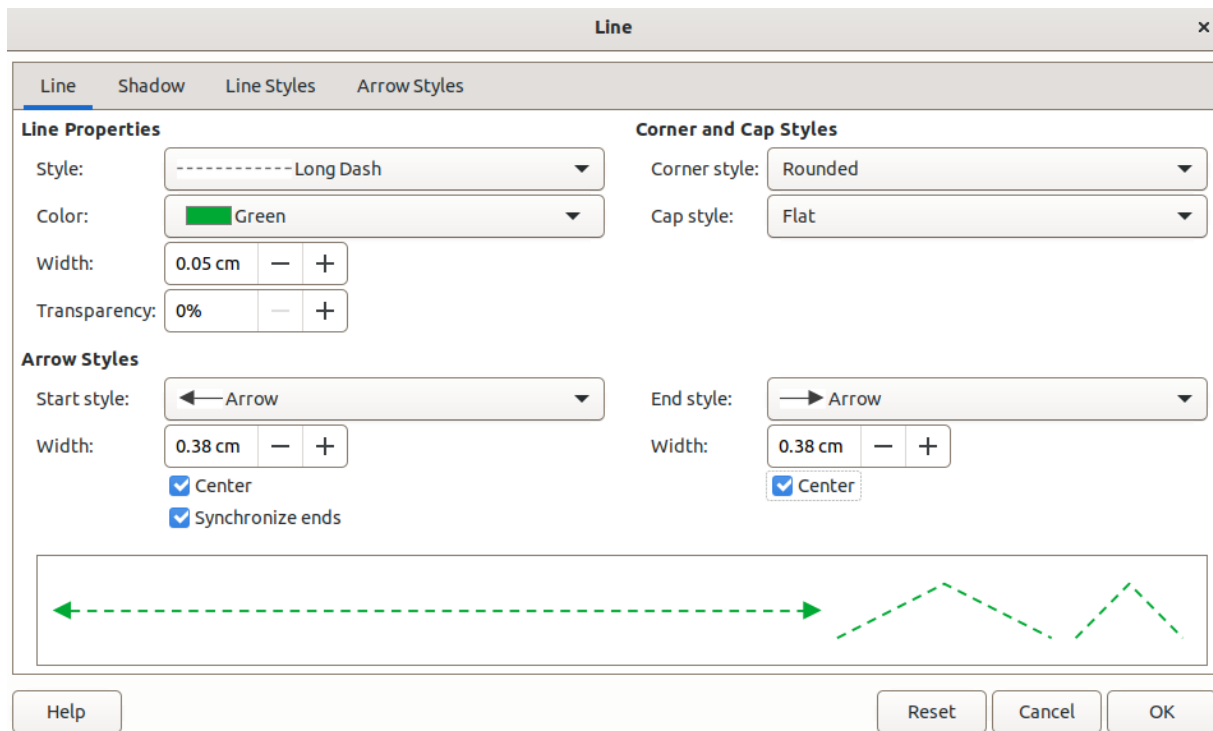 Line ×
Line Shadow Line Styles Arrow Styles
Line Properties Corner and Cap Styles
Style: Long Dash Corner style: Rounded
Color: Green Cap style: Flat
Width: 0.05 cm − +
Transparency: 0% − +
Arrow Styles
Start style: Arrow End style: Arrow
Width: 0.38 cm − + Width: 0.38 cm − +
Center Center
Synchronize ends
Help Reset Cancel OK